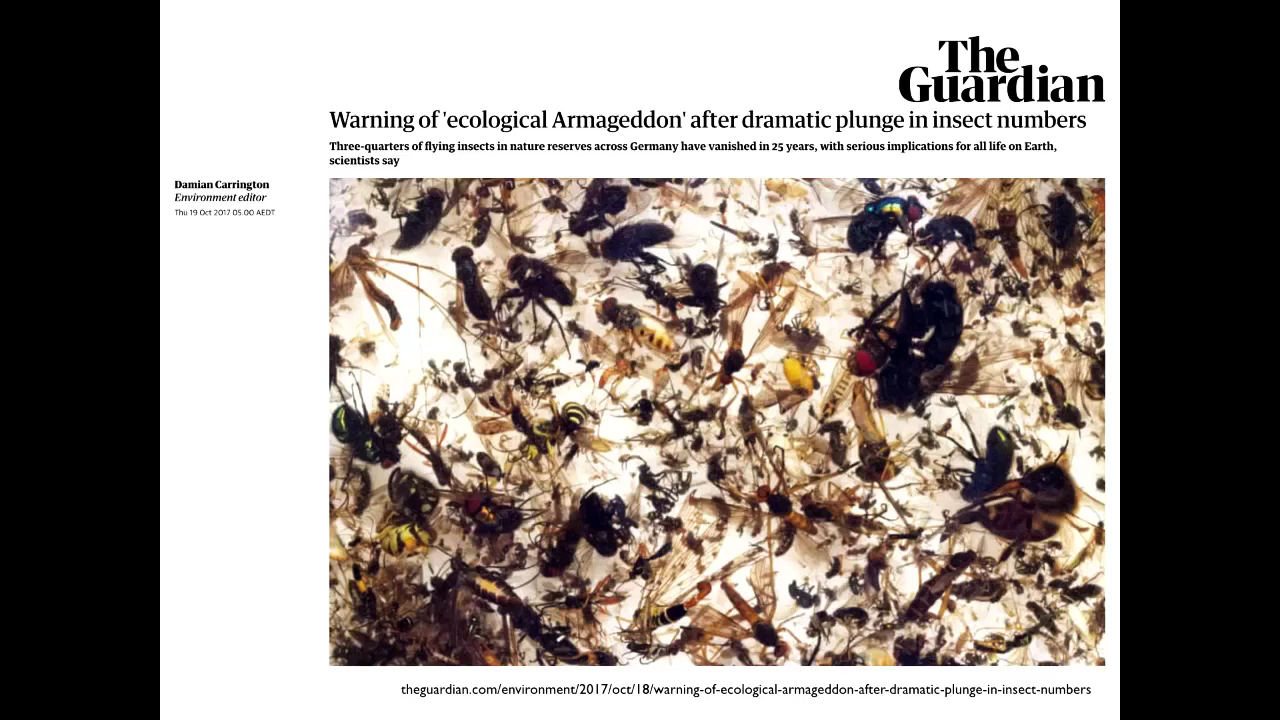 The
Guardian
Warning of 'ecological Armageddon' after dramatic plunge in insect numbers
Three-quarters of flying insects in nature reserves across Germany have vanished in 25 years, with serious implications for all life on Earth,
scientists say
Damian Carrington
Environment editor
Thu 19 Oct 2017 05.00 AEDT
theguardian.com/environment/2017/oct/18/warning-of-ecological-armageddon-after-dramatic-plunge-in-insect-numbers